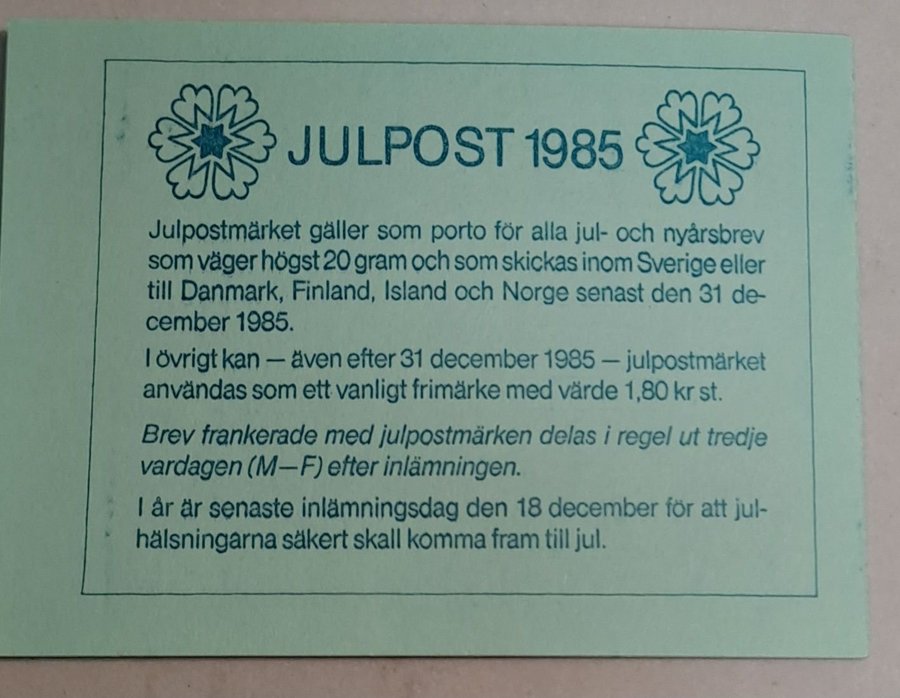 JULPOST 1985
Julpostmärket gäller som porto för alla jul- och nyårsbrev
som väger högst 20 gram och som skickas inom Sverige eller
till Danmark, Finland, Island och Norge senast den 31 de-
cember 1985.
I övrigt kan – även efter 31 december 1985 – julpostmärket
användas som ett vanligt frimärke med värde 1,80 kr st.
Brev frankerade med julpostmärken delas i regel ut tredje
vardagen (M–F) efter inlämningen.
I år är senaste inlämningsdag den 18 december för att jul-
hälsningarna säkert skall komma fram till jul.